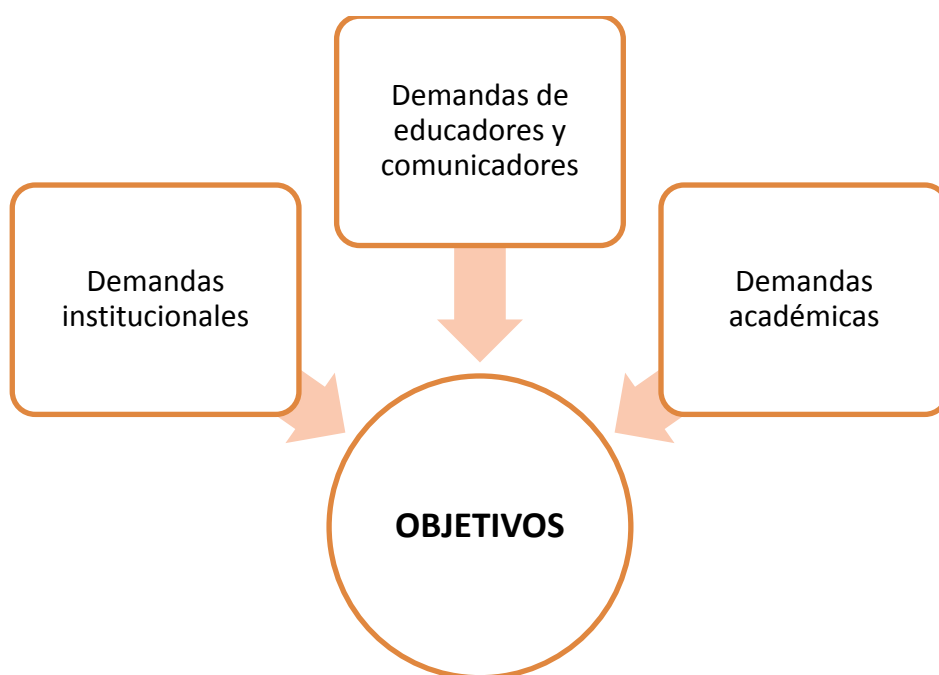 Demandas de
educadores y
comunicadores
Demandas
institucionales
Demandas
académicas
OBJETIVOS